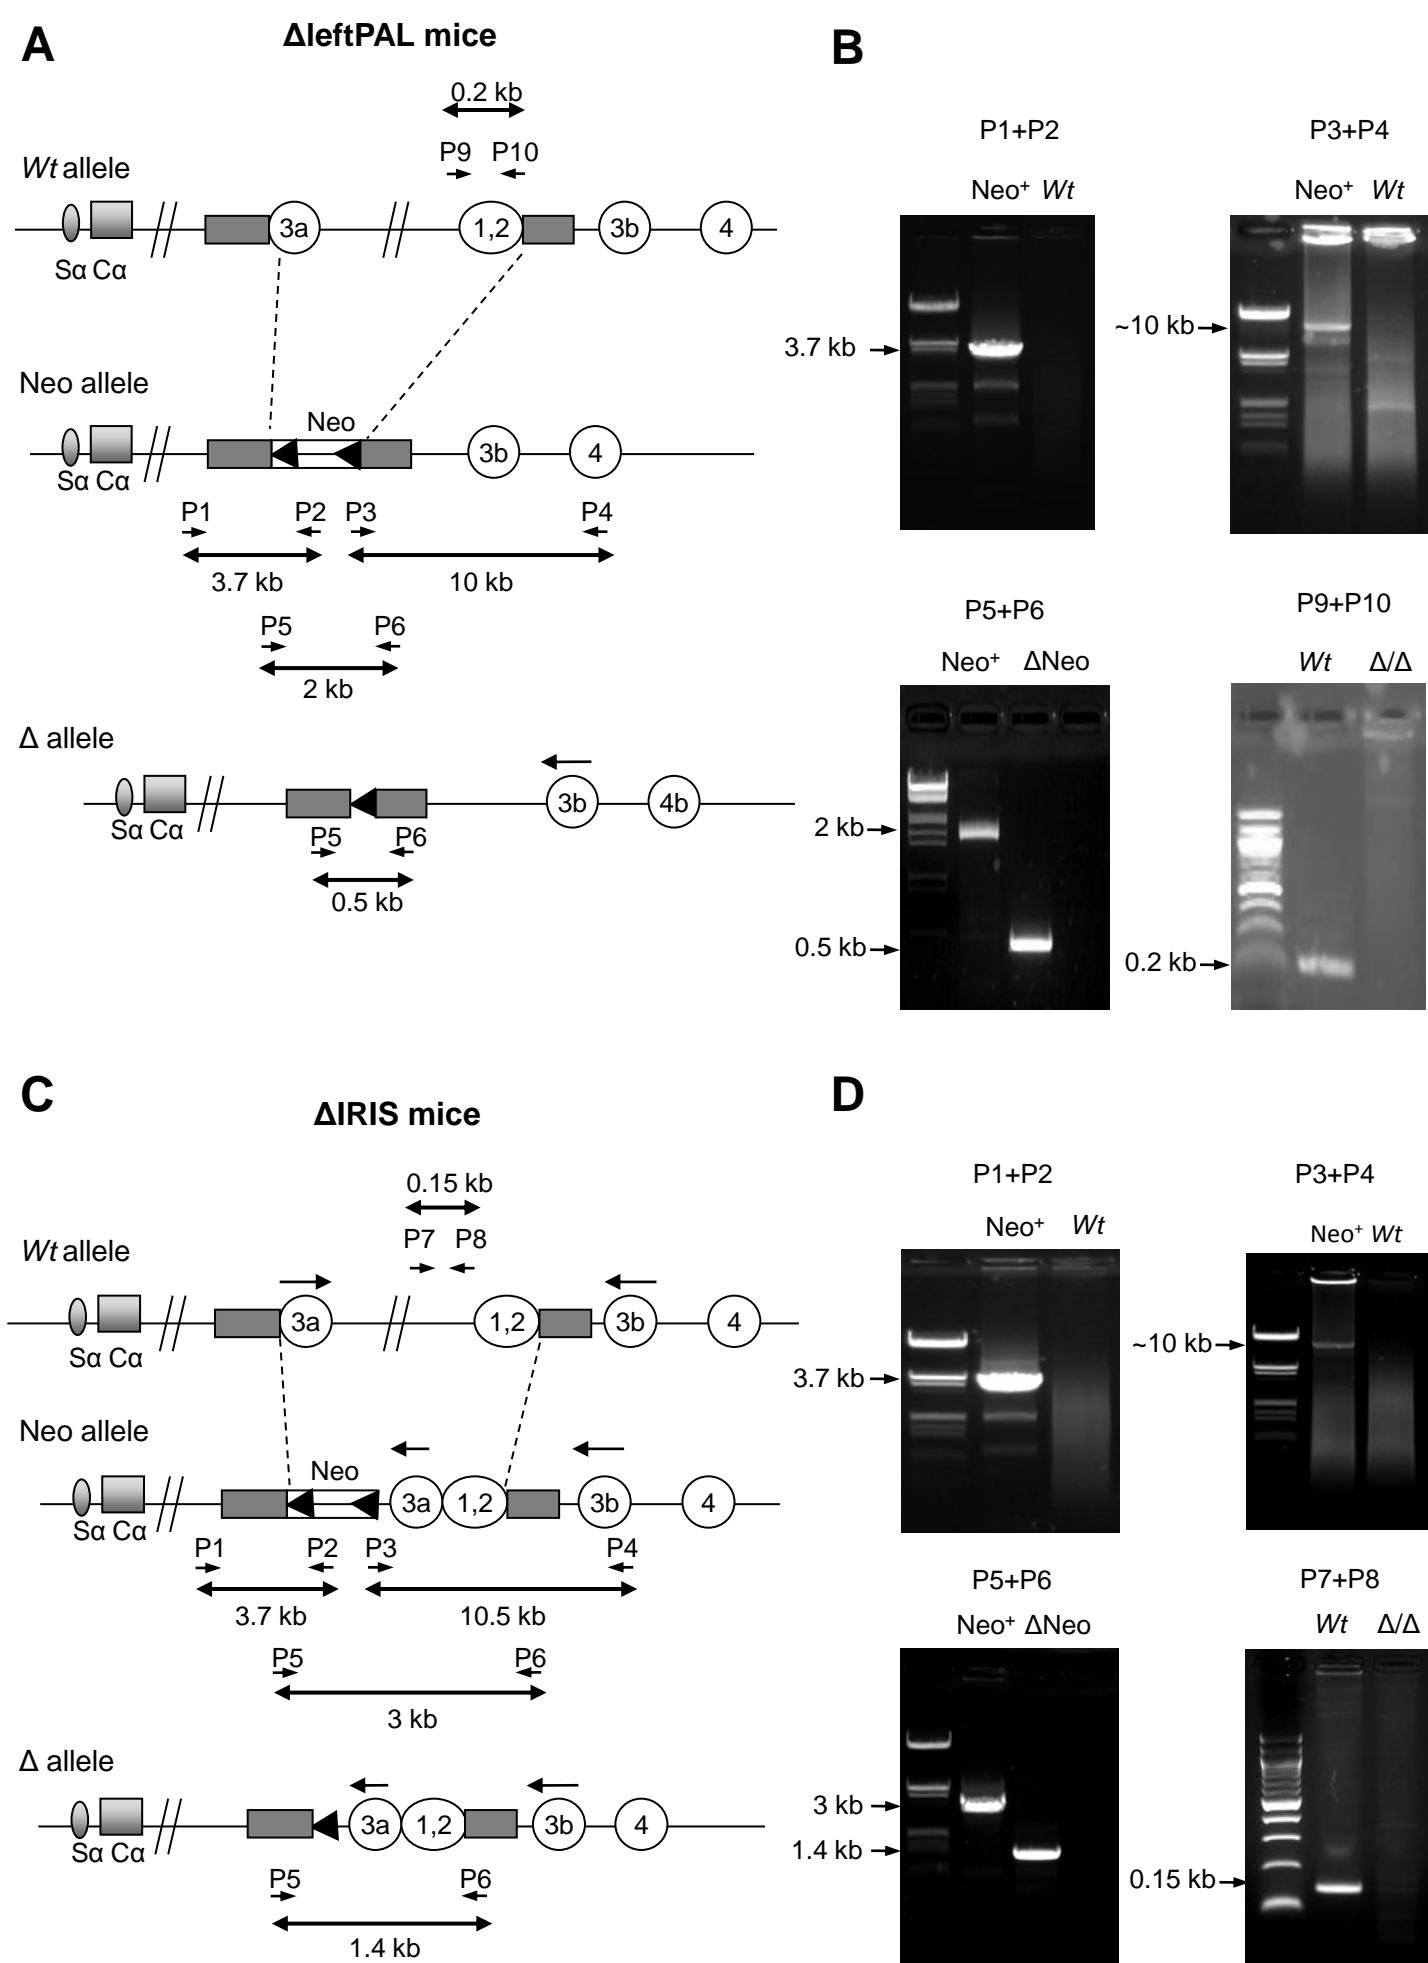 A
ΔleftPAL mice
0.2 kb
P9 P10
Wt allele
3a 1,2 3b 4
Sα Cα
Neo allele
Neo
3b 4
Sα Cα
P1 P2 P3 P4
3.7 kb 10 kb
P5 P6
2 kb
Δ allele
3b 4b
Sα Cα
P5 P6
0.5 kb
B
P1+P2
Neo⁺ Wt
3.7 kb
P3+P4
Neo⁺ Wt
~10 kb
P5+P6
Neo⁺ ΔNeo
2 kb
0.5 kb
P9+P10
Wt Δ/Δ
0.2 kb
C
ΔIRIS mice
0.15 kb
P7 P8
Wt allele
3a 1,2 3b 4
Sα Cα
Neo allele
Neo
3a 1,2 3b 4
Sα Cα
P1 P2 P3 P4
3.7 kb 10.5 kb
P5 P6
3 kb
Δ allele
3a 1,2 3b 4
Sα Cα
P5 P6
1.4 kb
D
P1+P2
Neo⁺ Wt
3.7 kb
P3+P4
Neo⁺ Wt
~10 kb
P5+P6
Neo⁺ ΔNeo
3 kb
1.4 kb
P7+P8
Wt Δ/Δ
0.15 kb